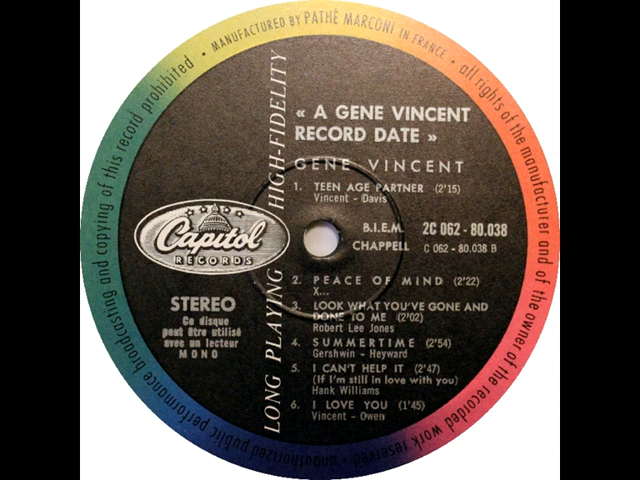 MANUFACTURED BY PATHÉ MARCONI IN FRANCE • all rights of the manufacturer and of the owner of the recorded work reserved • unauthorized public performance broadcasting and copying of this record prohibited •
LONG PLAYING HIGH-FIDELITY
« A GENE VINCENT
RECORD DATE »
GENE VINCENT
1. TEEN AGE PARTNER (2'15)
Vincent - Davis
B.I.E.M. 2C 062 - 80.038
CHAPPELL C 062 - 80.038 B
Capitol
RECORDS
STEREO
Ce disque
peut être utilisé
avec un lecteur
MONO
2. PEACE OF MIND (2'22)
X...
3. LOOK WHAT YOU'VE GONE AND
DONE TO ME (2'02)
Robert Lee Jones
4. SUMMERTIME (2'54)
Gershwin - Heyward
5. I CAN'T HELP IT (2'47)
(If I'm still in love with you)
Hank Williams
6. I LOVE YOU (1'45)
Vincent - Owen